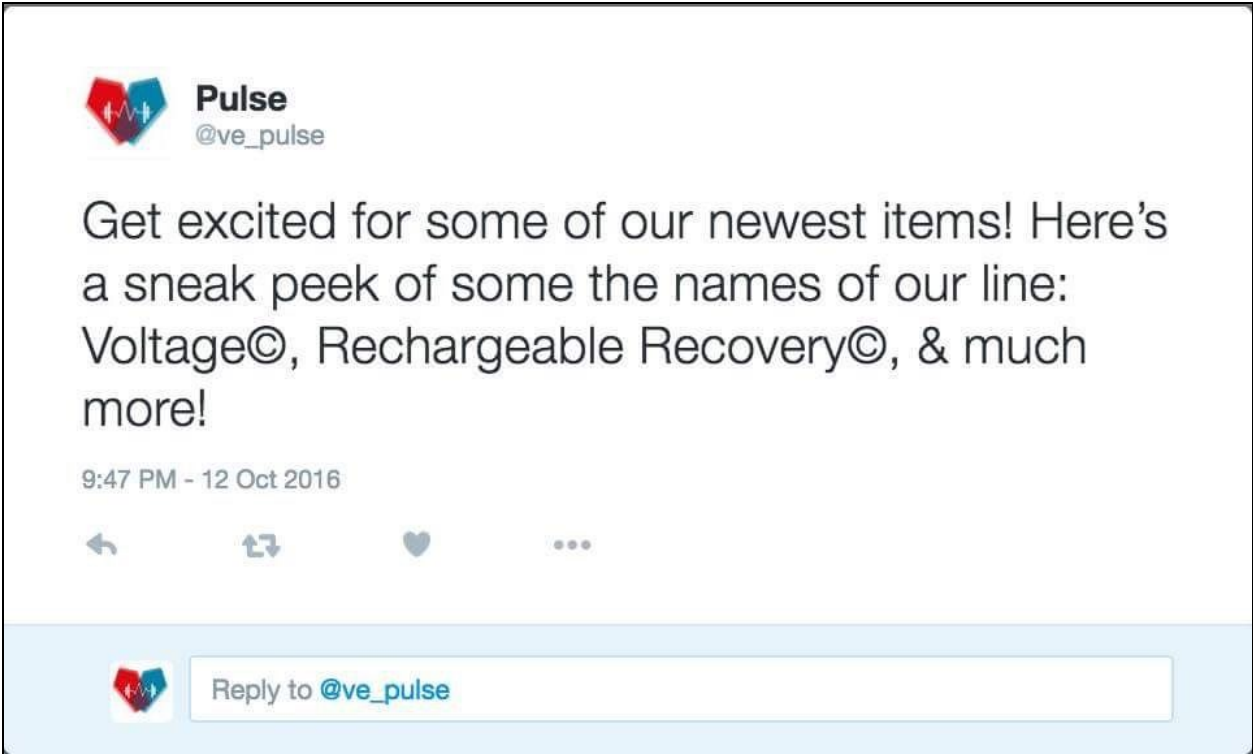 Pulse
@ve_pulse
Get excited for some of our newest items! Here’s
a sneak peek of some the names of our line:
Voltage©, Rechargeable Recovery©, & much
more!
9:47 PM - 12 Oct 2016
Reply to @ve_pulse